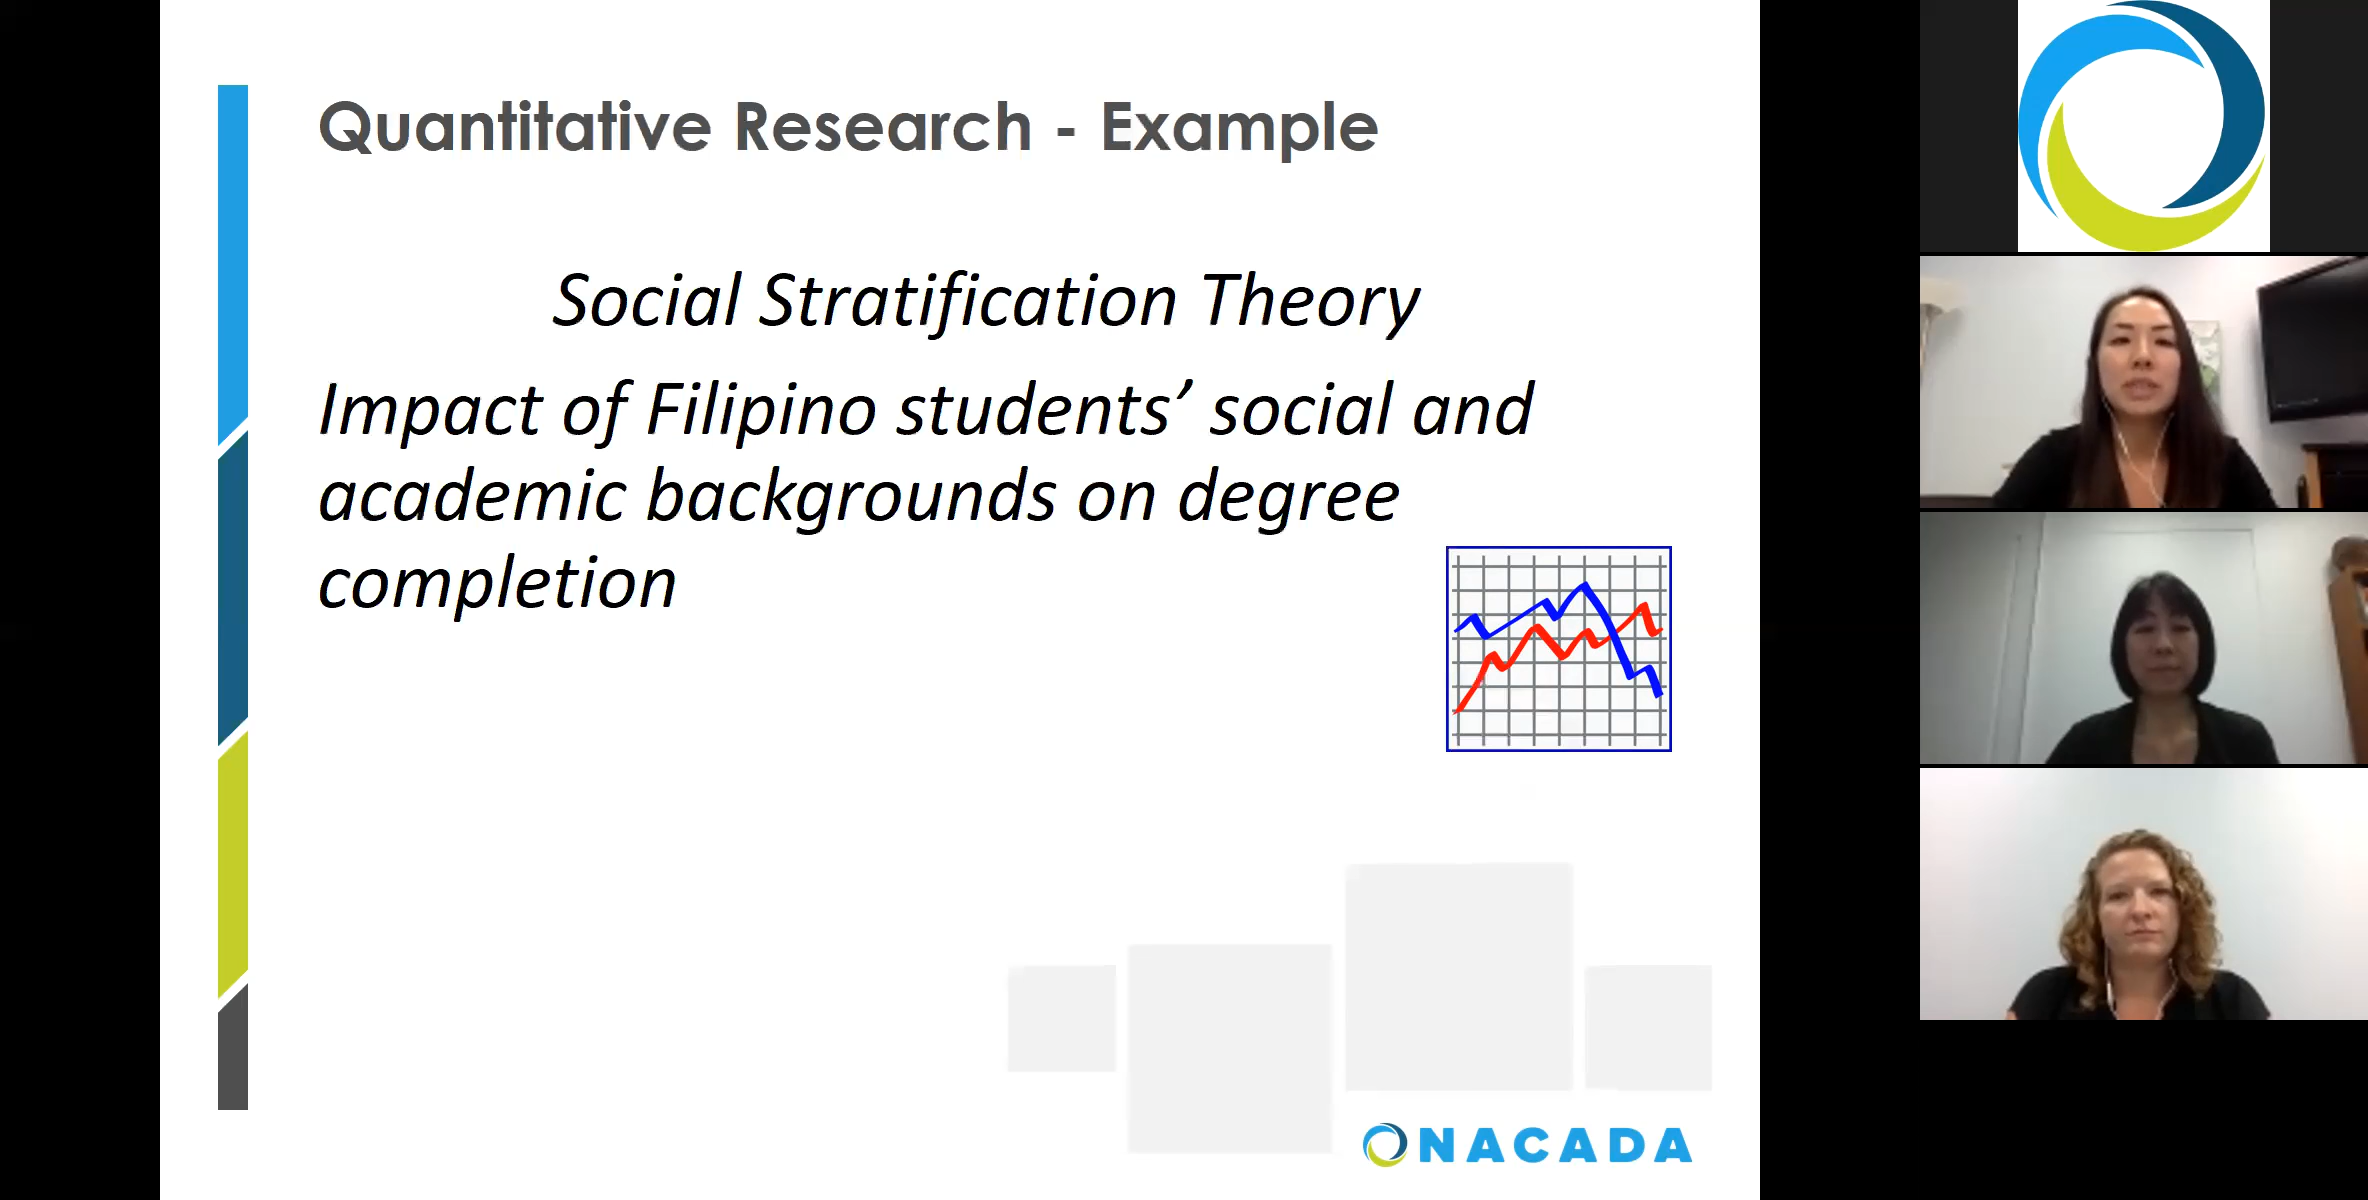 Quantitative Research - Example
Social Stratification Theory
Impact of Filipino students’ social and
academic backgrounds on degree
completion
NACADA